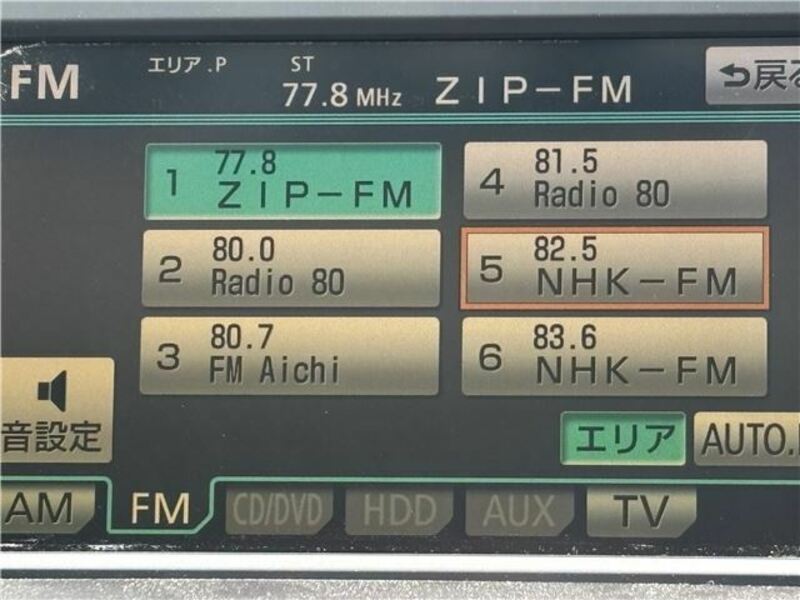 FM
エリア.P
ST
77.8 MHz ZIP-FM
戻る
1 77.8
ZIP-FM
4 81.5
Radio 80
2 80.0
Radio 80
5 82.5
NHK-FM
3 80.7
FM Aichi
6 83.6
NHK-FM
音設定
エリア
AUTO.P
AM
FM
CD/DVD
HDD
AUX
TV